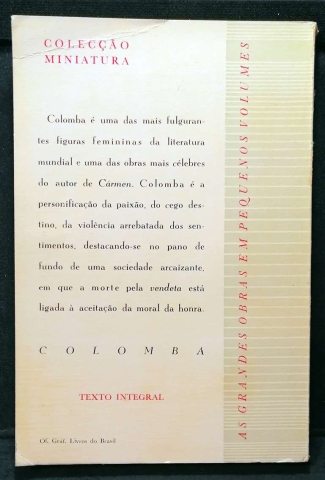 COLECÇÃO
MINIATURA
Colomba é uma das mais fulguran-
tes figuras femininas da literatura
mundial e uma das obras mais célebres
do autor de Cármen. Colomba é a
personificação da paixão, do cego des-
tino, da violência arrebatada dos sen-
timentos, destacando-se no pano de
fundo de uma sociedade arcaizante,
em que a morte pela vendeta está
ligada à aceitação da moral da honra.
COLOMBA
TEXTO INTEGRAL
Of. Gráf. Livros do Brasil
AS GRANDES OBRAS EM PEQUENOS VOLUMES